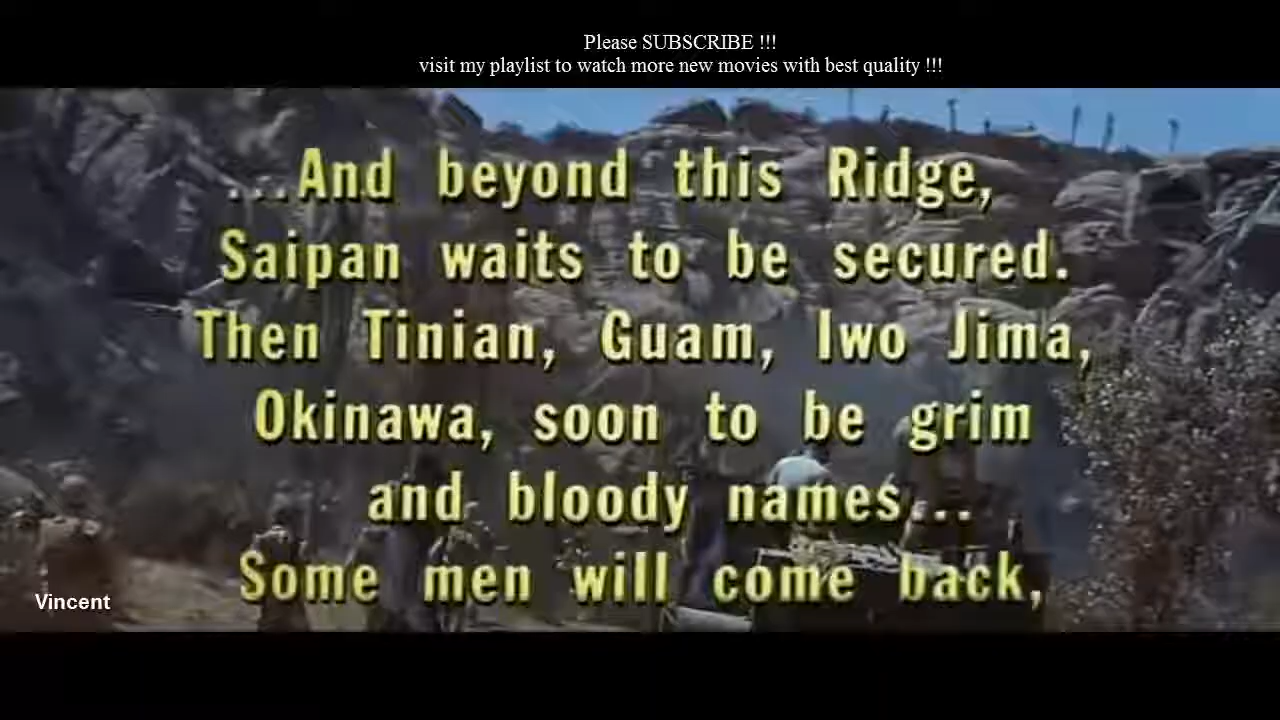 Please SUBSCRIBE !!!
visit my playlist to watch more new movies with best quality !!!
...And beyond this Ridge,
Saipan waits to be secured.
Then Tinian, Guam, Iwo Jima,
Okinawa, soon to be grim
and bloody names...
Some men will come back,
Vincent